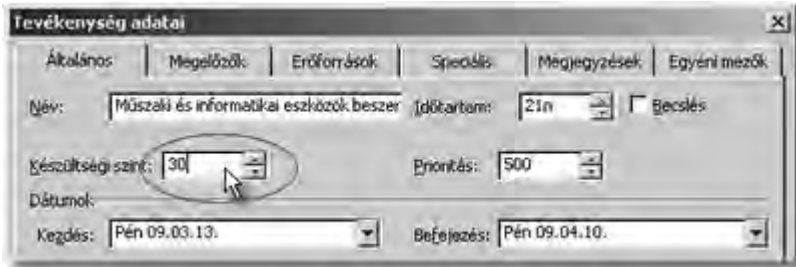 Tevékenység adatai
Általános Megelőzők Erőforrások Speciális Megjegyzések Egyéni mezők
Név: Műszaki és informatikai eszközök beszer Időtartam: 21n Becslés
Készültségi szint: 30 Prioritás: 500
Dátumok
Kezdés: Pén 09.03.13. Befejezés: Pén 09.04.10.